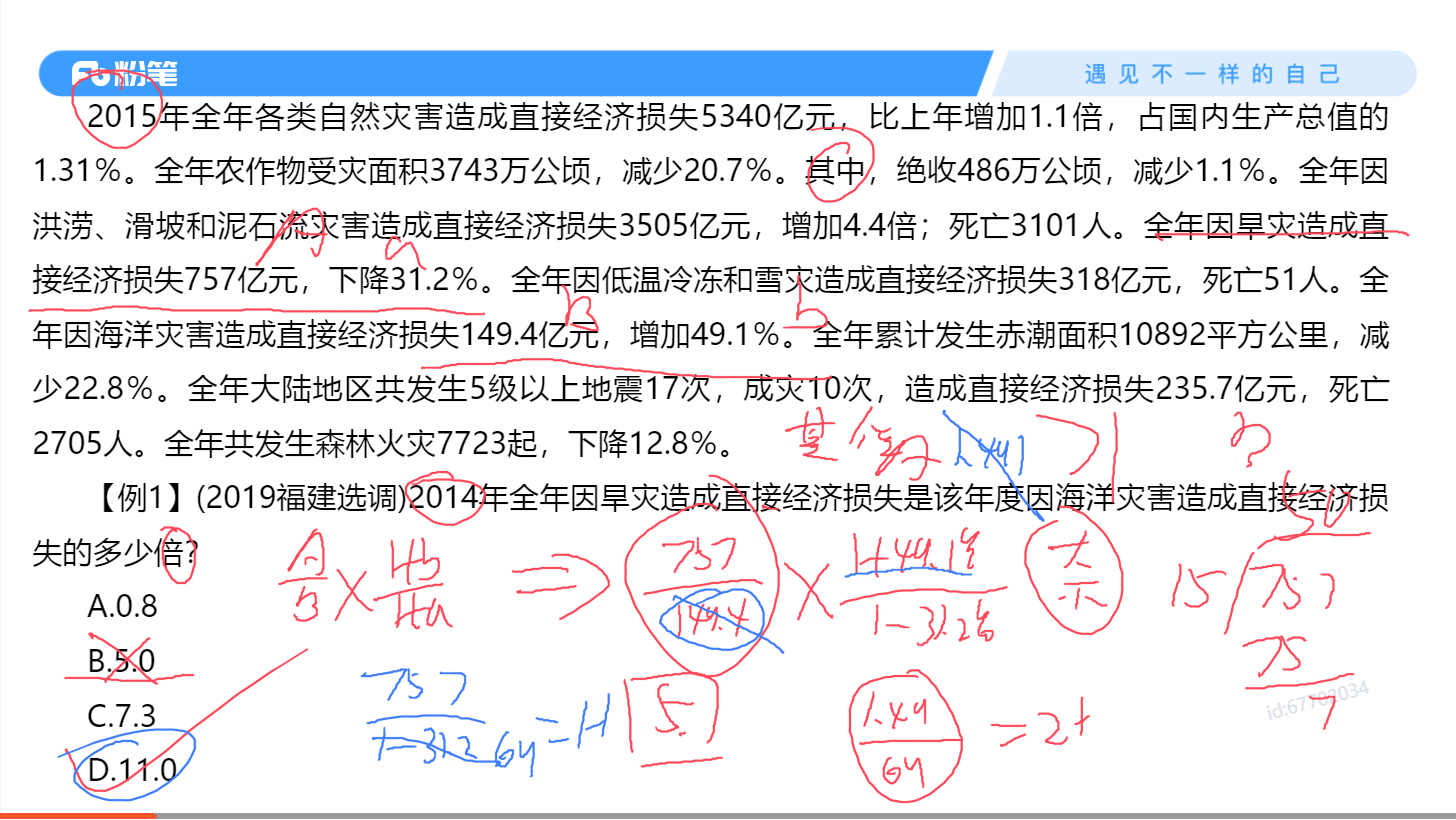 粉笔
遇见不一样的自己
2015年全年各类自然灾害造成直接经济损失5340亿元，比上年增加1.1倍，占国内生产总值的
1.31%。全年农作物受灾面积3743万公顷，减少20.7%。其中，绝收486万公顷，减少1.1%。全年因
洪涝、滑坡和泥石流灾害造成直接经济损失3505亿元，增加4.4倍；死亡3101人。全年因旱灾造成直
A a
接经济损失757亿元，下降31.2%。全年因低温冷冻和雪灾造成直接经济损失318亿元，死亡51人。全
B b
年因海洋灾害造成直接经济损失149.4亿元，增加49.1%。全年累计发生赤潮面积10892平方公里，减
少22.8%。全年大陆地区共发生5级以上地震17次，成灾10次，造成直接经济损失235.7亿元，死亡
2705人。全年共发生森林火灾7723起，下降12.8%。
【例1】(2019福建选调)2014年全年因旱灾造成直接经济损失是该年度因海洋灾害造成直接经济损
失的多少倍?
A B × 1+b 1+a ⇒ 757 149.4 × 1+49.1% 1-31.2%
50
15 757
75
7
A.0.8
B.5.0
C.7.3
D.11.0
757
1-31.2
=11
5.
1.49
64
=2+
id:67702034